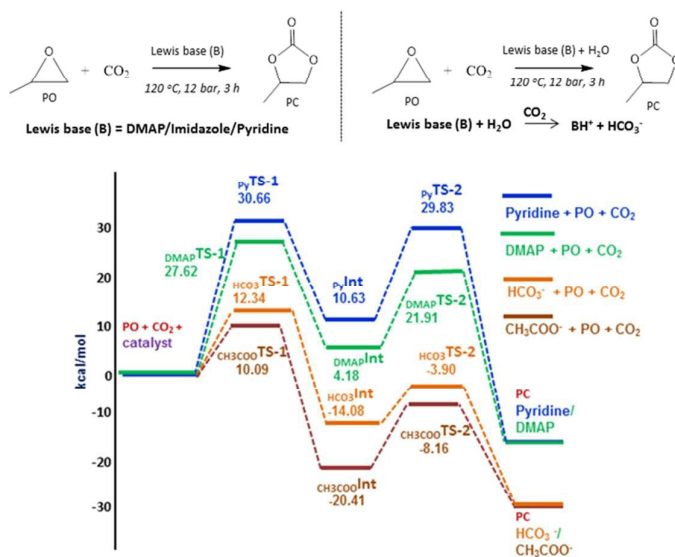 O
PO
+
CO2
Lewis base (B)
120 °C, 12 bar, 3 h
O
O O
PC
Lewis base (B) = DMAP/Imidazole/Pyridine
O
PO
+
CO2
Lewis base (B) + H2O
120 °C, 12 bar, 3 h
O
O O
PC
Lewis base (B) + H2O CO2 → BH+ + HCO3-
PyTS-1
30.66
PyTS-2
29.83
Pyridine + PO + CO2
DMAP + PO + CO2
HCO3- + PO + CO2
CH3COO- + PO + CO2
DMAPTS-1
27.62
HCO3TS-1
12.34
PyInt
10.63
DMAPTS-2
21.91
PO + CO2 +
catalyst
CH3COOTS-1
10.09
DMAPInt
4.18
HCO3TS-2
-3.90
HCO3Int
-14.08
CH3COOTS-2
-8.16
CH3COOInt
-20.41
PC
Pyridine/
DMAP
PC
HCO3-/
CH3COO-
kcal/mol
30
20
10
0
-10
-20
-30